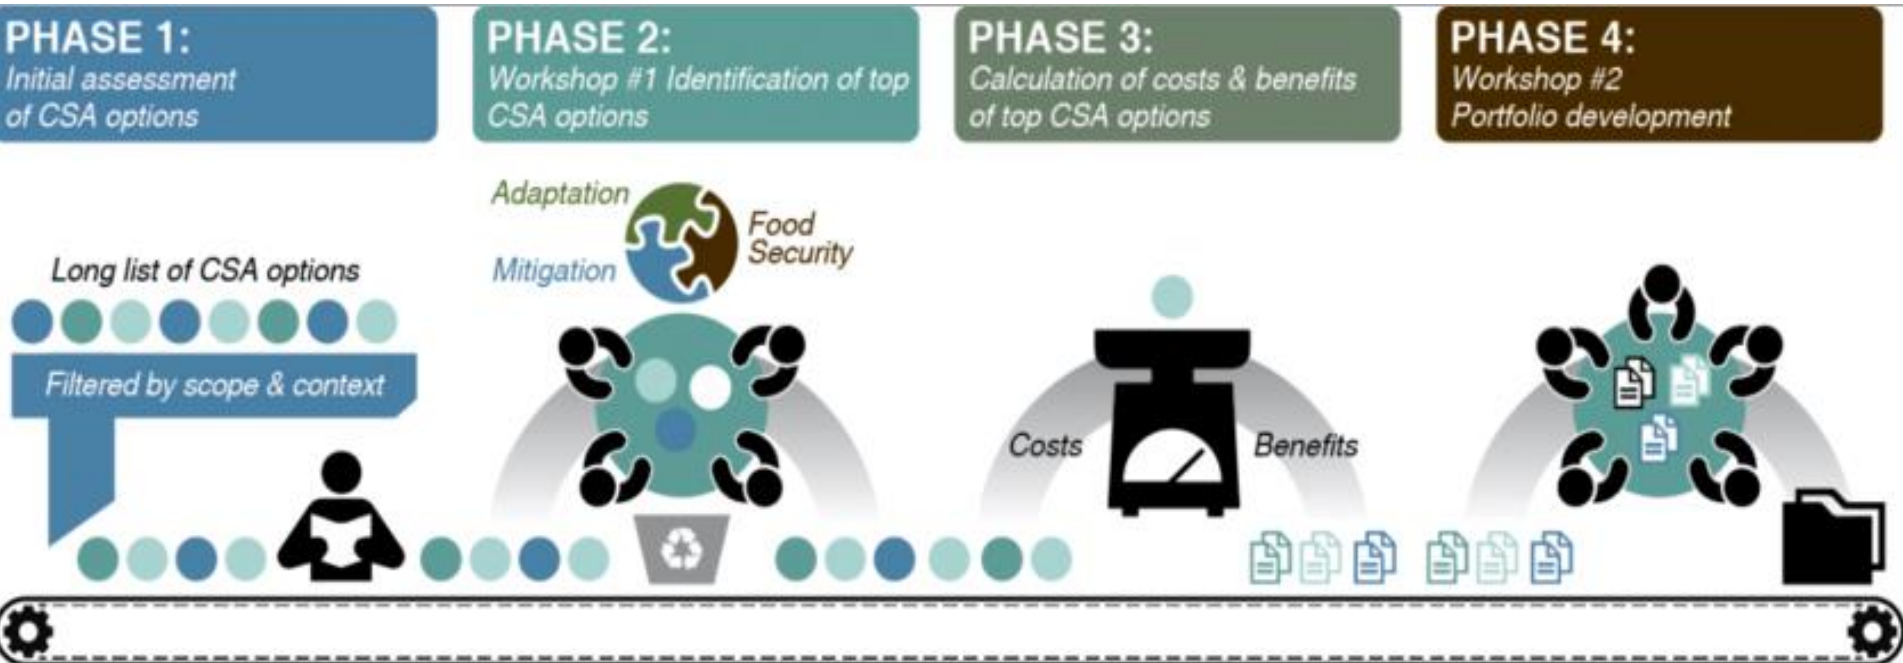 PHASE 1:
Initial assessment
of CSA options
PHASE 2:
Workshop #1 Identification of top
CSA options
PHASE 3:
Calculation of costs & benefits
of top CSA options
PHASE 4:
Workshop #2
Portfolio development
Long list of CSA options
Filtered by scope & context
Adaptation
Food
Security
Mitigation
Costs
Benefits